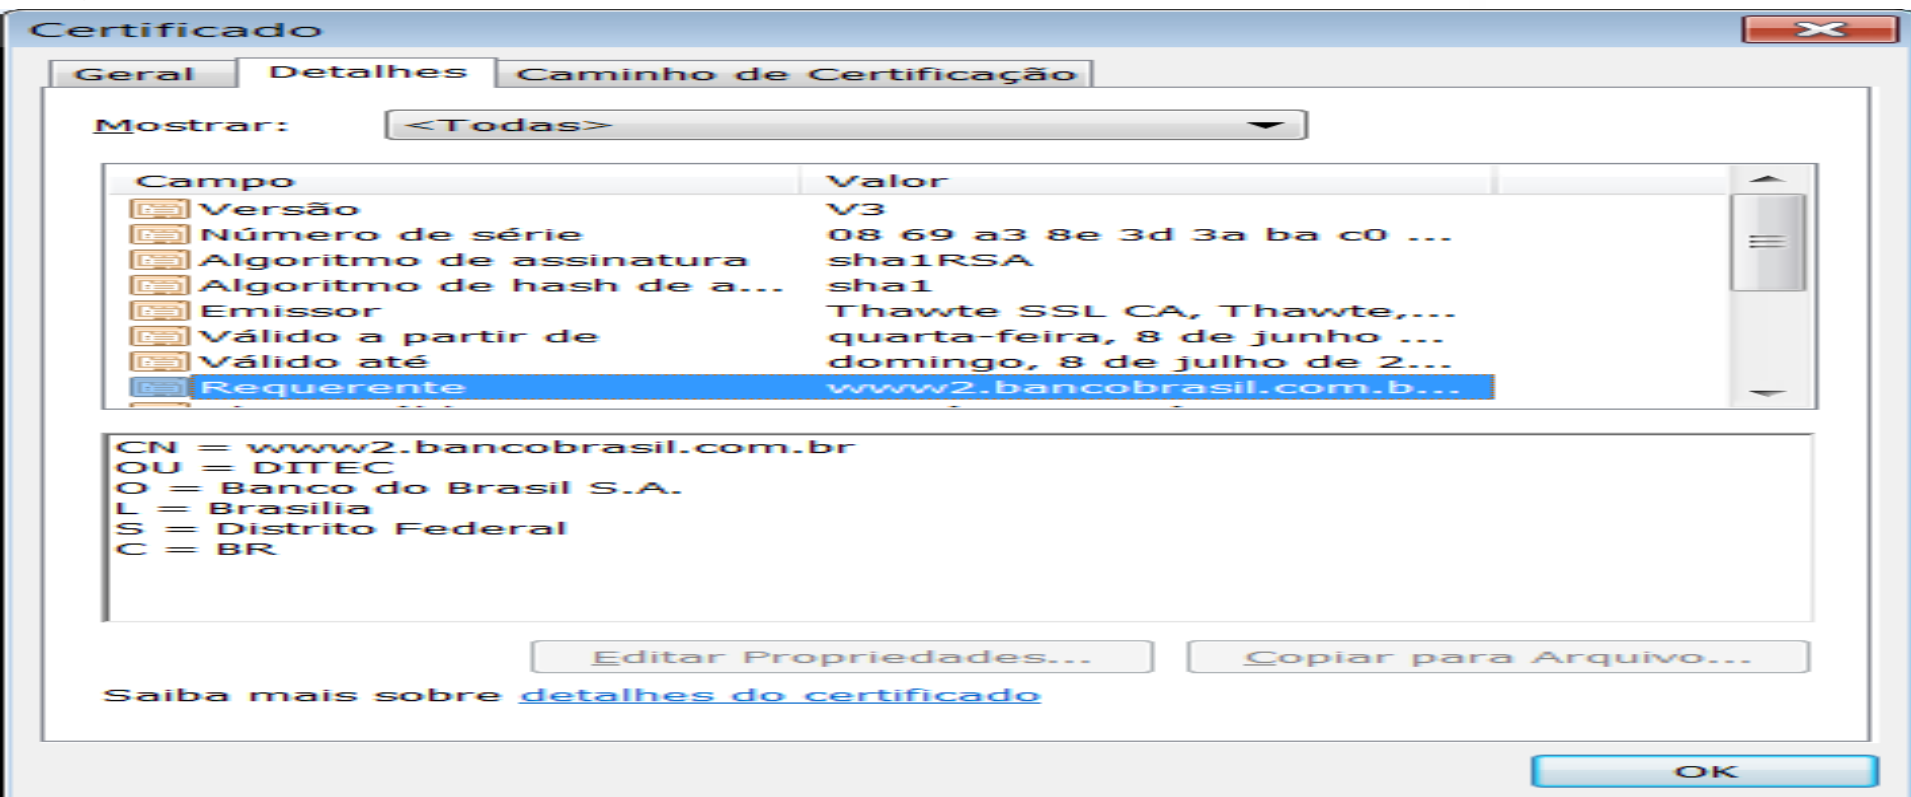 Certificado
Geral Detalhes Caminho de Certificação
Mostrar: <Todas>
Campo Valor
Versão V3
Número de série 08 69 a3 8e 3d 3a ba c0 ...
Algoritmo de assinatura sha1RSA
Algoritmo de hash de a... sha1
Emissor Thawte SSL CA, Thawte,...
Válido a partir de quarta-feira, 8 de junho ...
Válido até domingo, 8 de julho de 2...
Requerente www2.bancobrasil.com.b...
CN = www2.bancobrasil.com.br
OU = DITEC
O = Banco do Brasil S.A.
L = Brasilia
S = Distrito Federal
C = BR
Editar Propriedades... Copiar para Arquivo...
Saiba mais sobre detalhes do certificado
OK